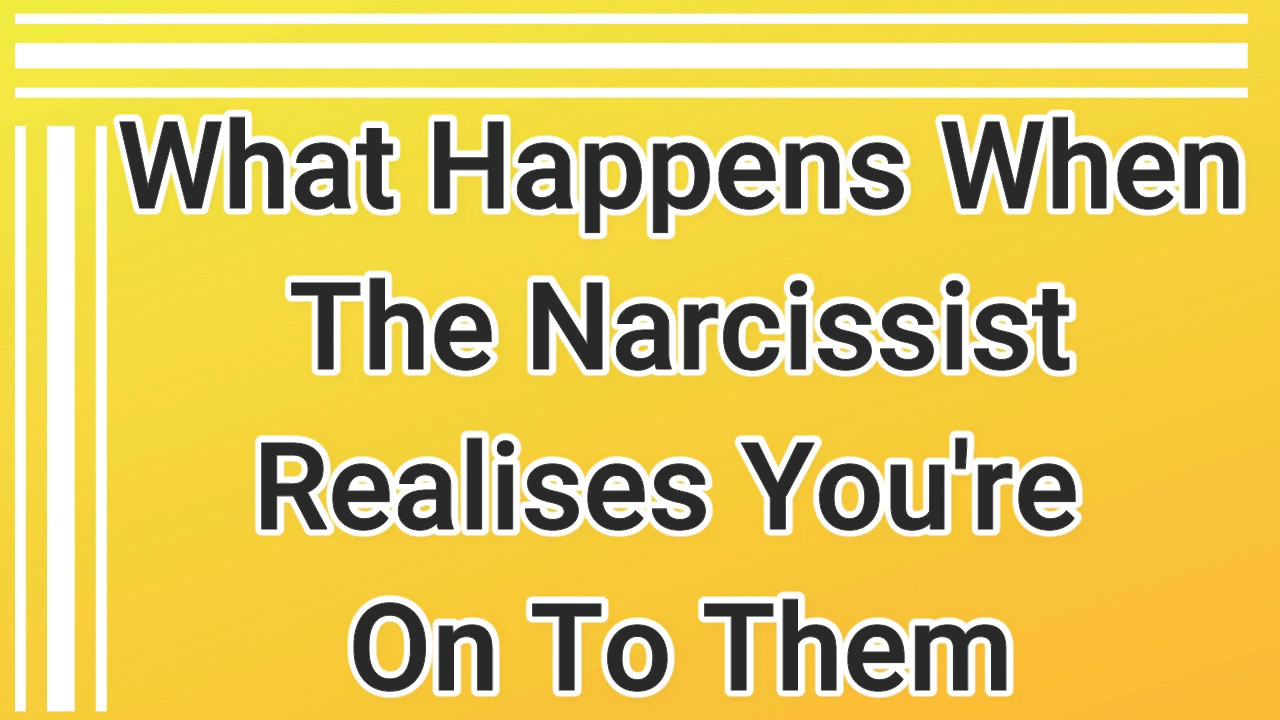 What Happens When
The Narcissist
Realises You're
On To Them